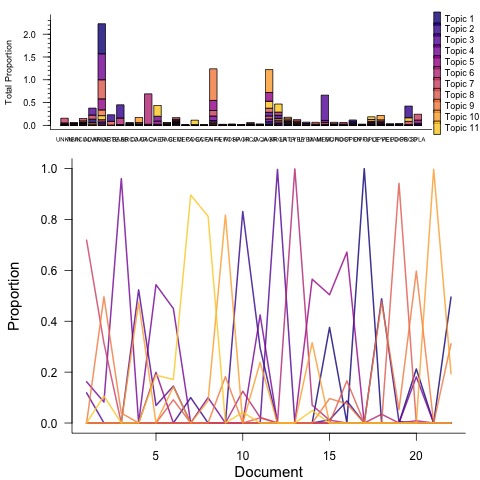 Topic 1
Topic 2
Topic 3
Topic 4
Topic 5
Topic 6
Topic 7
Topic 8
Topic 9
Topic 10
Topic 11
Total Proportion
2.0
1.5
1.0
0.5
0.0
Proportion
1.0
0.8
0.6
0.4
0.2
0.0
5 10 15 20
Document